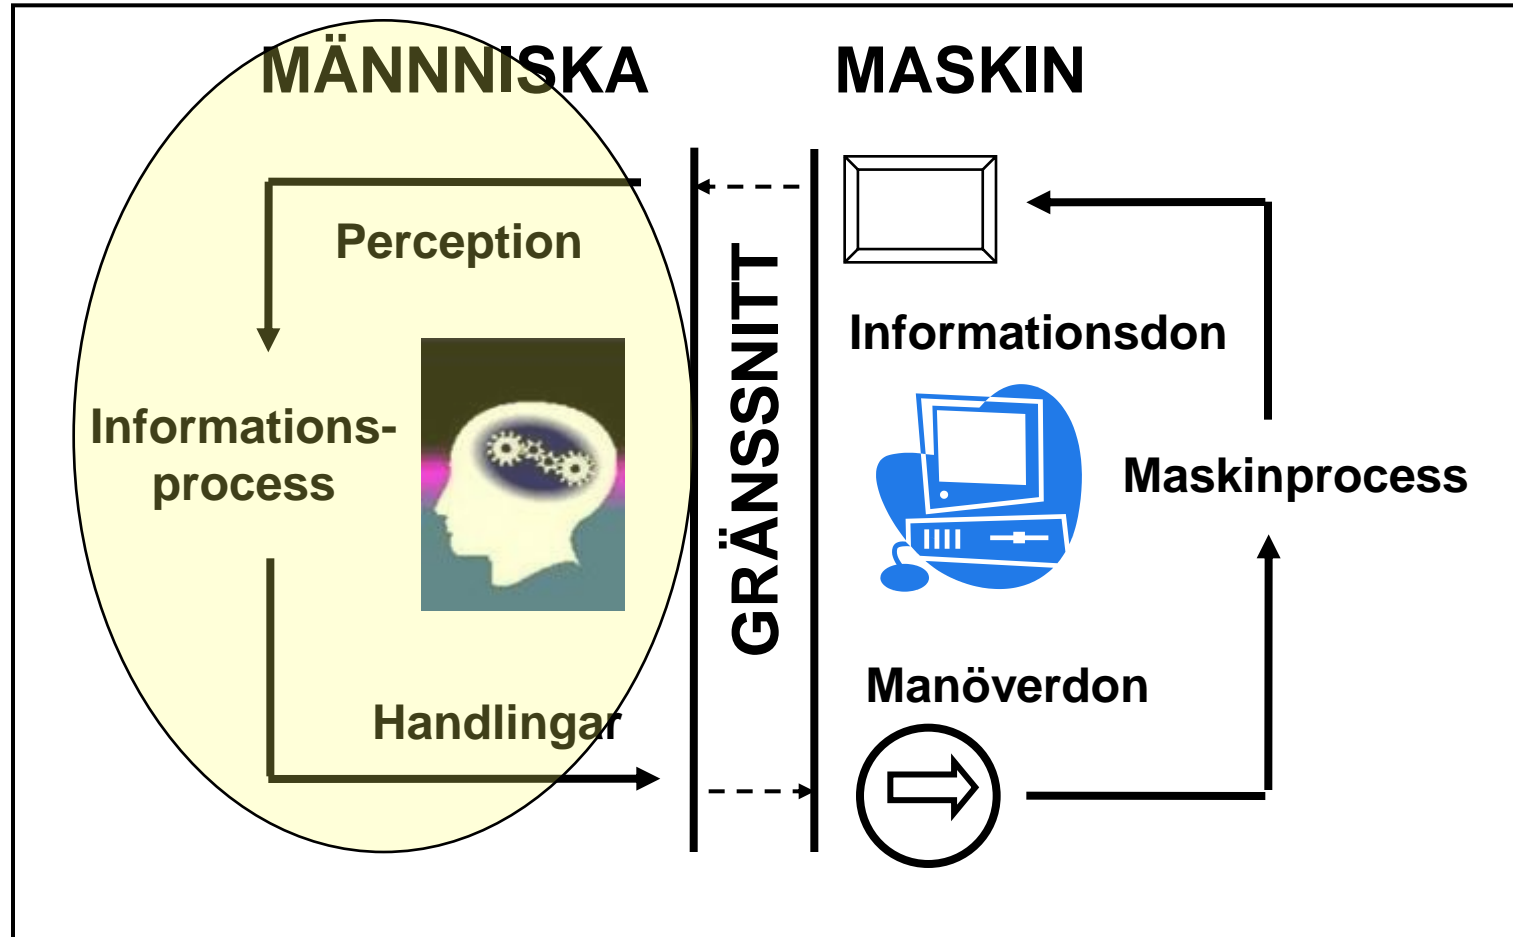 MÄNNNISKA
MASKIN
Perception
GRÄNSSNITT
Informationsdon
Informations-
process
Maskinprocess
Manöverdon
Handlingar